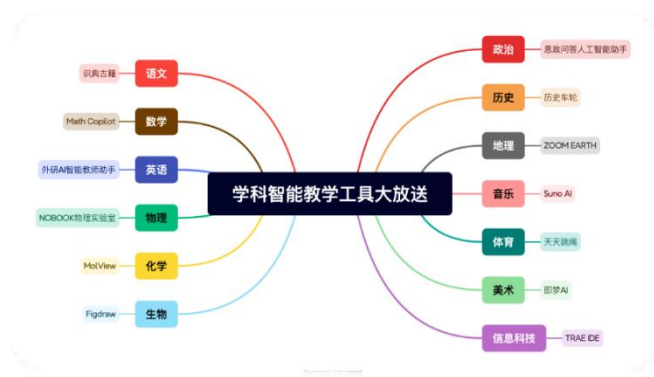 学科智能教学工具大放送
语文
识典古籍
数学
Math Copilot
英语
外研AI智能教师助手
物理
NOBOOK物理实验室
化学
MolView
生物
Figdraw
政治
思政问答人工智能助手
历史
历史车轮
地理
ZOOM EARTH
音乐
Suno AI
体育
天天跳绳
美术
即梦AI
信息科技
TRAE IDE